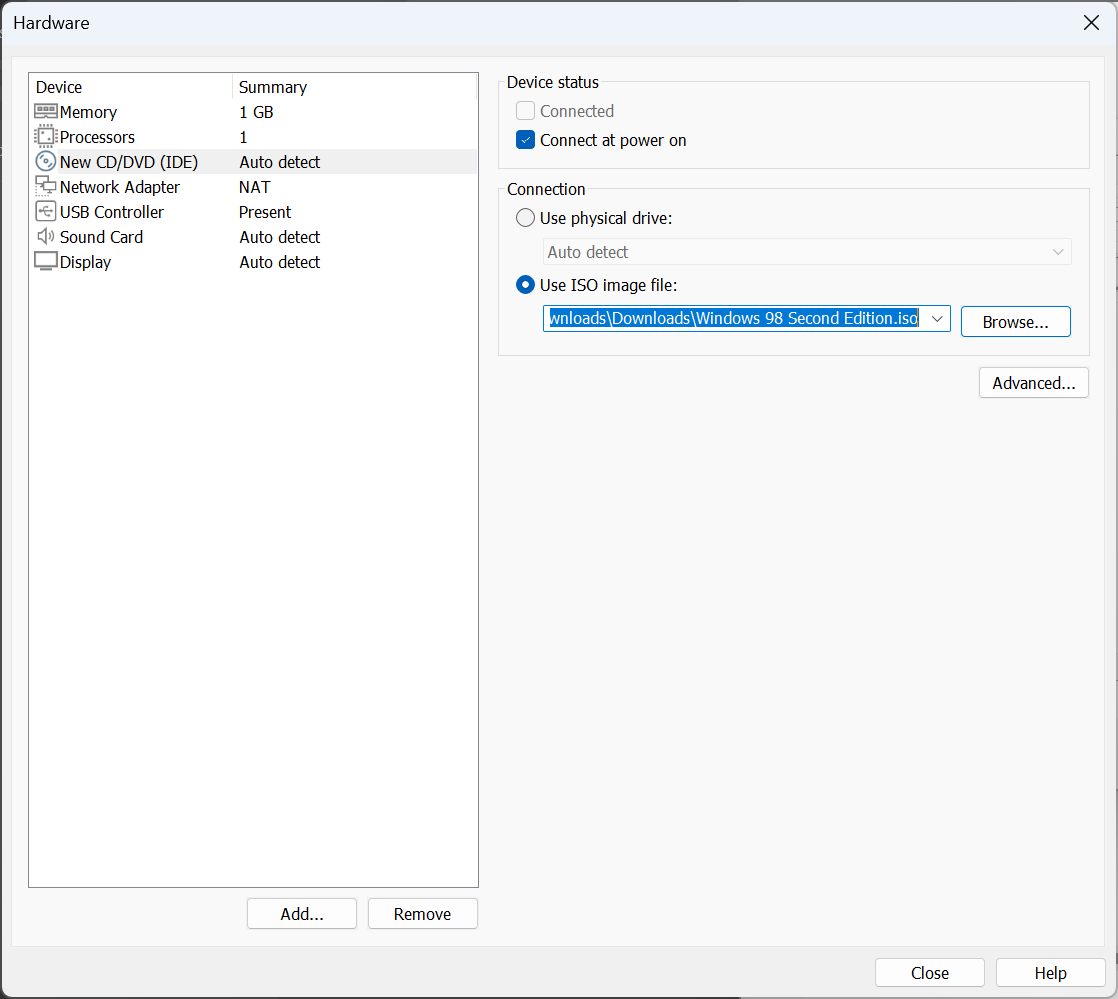 Hardware
Device Summary
Memory 1 GB
Processors 1
New CD/DVD (IDE) Auto detect
Network Adapter NAT
USB Controller Present
Sound Card Auto detect
Display Auto detect
Add... Remove
Device status
Connected
Connect at power on
Connection
Use physical drive:
Auto detect
Use ISO image file:
wnloads\Downloads\Windows 98 Second Edition.iso
Browse...
Advanced...
Close Help